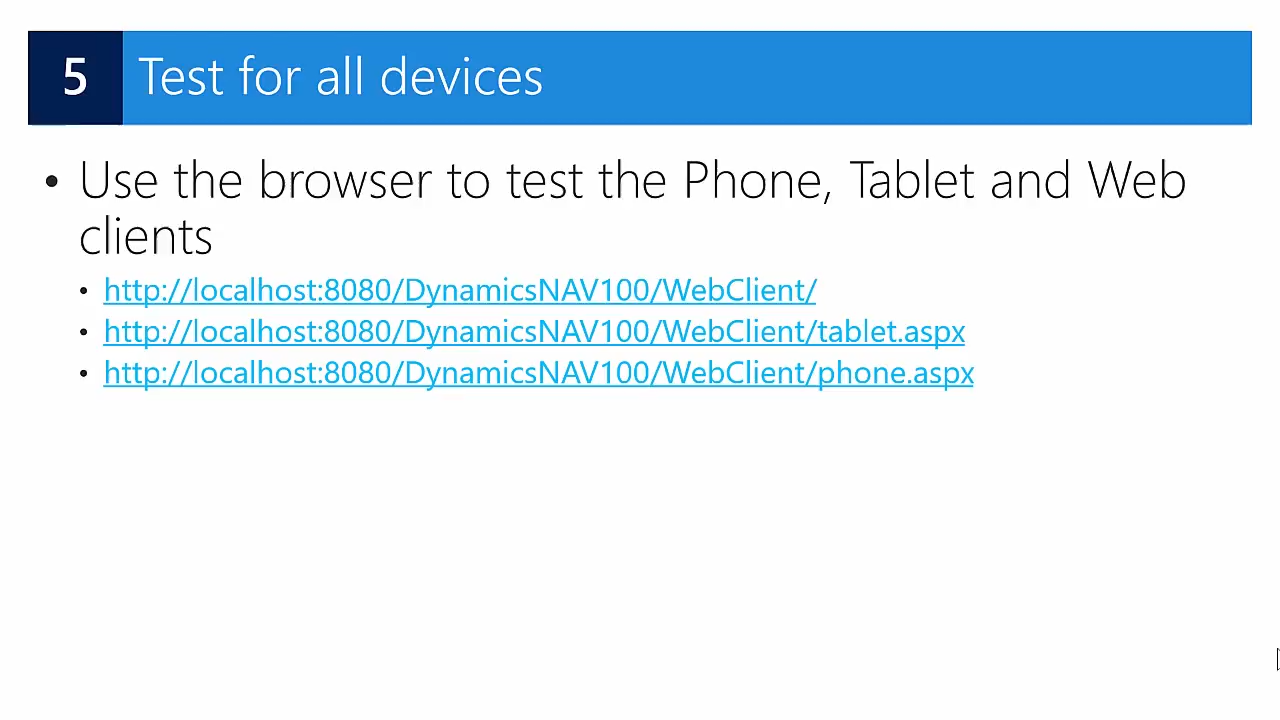 5 Test for all devices
• Use the browser to test the Phone, Tablet and Web
clients
• http://localhost:8080/DynamicsNAV100/WebClient/
• http://localhost:8080/DynamicsNAV100/WebClient/tablet.aspx
• http://localhost:8080/DynamicsNAV100/WebClient/phone.aspx